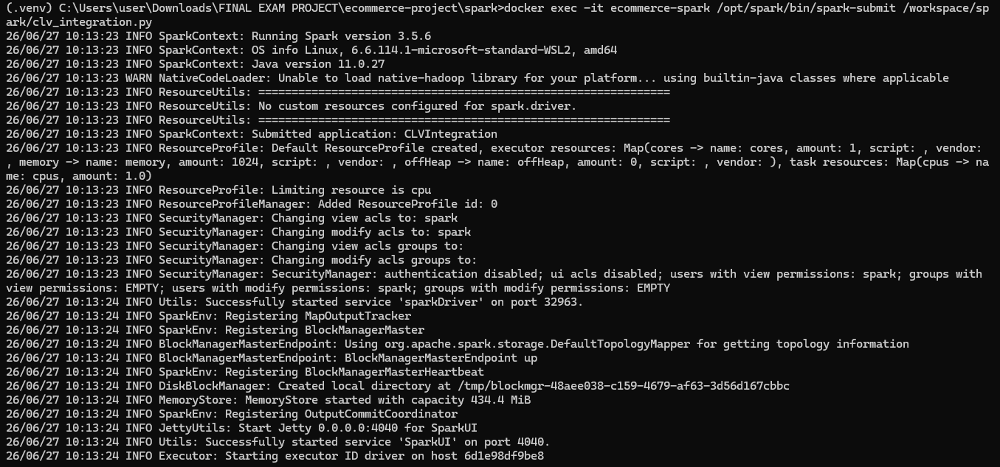 (.venv) C:\Users\user\Downloads\FINAL EXAM PROJECT\ecommerce-project\spark>docker exec -it ecommerce-spark /opt/spark/bin/spark-submit /workspace/sp
ark/clv_integration.py
26/06/27 10:13:23 INFO SparkContext: Running Spark version 3.5.6
26/06/27 10:13:23 INFO SparkContext: OS info Linux, 6.6.114.1-microsoft-standard-WSL2, amd64
26/06/27 10:13:23 INFO SparkContext: Java version 11.0.27
26/06/27 10:13:23 WARN NativeCodeLoader: Unable to load native-hadoop library for your platform... using builtin-java classes where applicable
26/06/27 10:13:23 INFO ResourceUtils: ==============================================================
26/06/27 10:13:23 INFO ResourceUtils: No custom resources configured for spark.driver.
26/06/27 10:13:23 INFO ResourceUtils: ==============================================================
26/06/27 10:13:23 INFO SparkContext: Submitted application: CLVIntegration
26/06/27 10:13:23 INFO ResourceProfile: Default ResourceProfile created, executor resources: Map(cores -> name: cores, amount: 1, script: , vendor:
, memory -> name: memory, amount: 1024, script: , vendor: , offHeap -> name: offHeap, amount: 0, script: , vendor: ), task resources: Map(cpus -> na
me: cpus, amount: 1.0)
26/06/27 10:13:23 INFO ResourceProfile: Limiting resource is cpu
26/06/27 10:13:23 INFO ResourceProfileManager: Added ResourceProfile id: 0
26/06/27 10:13:23 INFO SecurityManager: Changing view acls to: spark
26/06/27 10:13:23 INFO SecurityManager: Changing modify acls to: spark
26/06/27 10:13:23 INFO SecurityManager: Changing view acls groups to:
26/06/27 10:13:23 INFO SecurityManager: Changing modify acls groups to:
26/06/27 10:13:23 INFO SecurityManager: SecurityManager: authentication disabled; ui acls disabled; users with view permissions: spark; groups with
view permissions: EMPTY; users with modify permissions: spark; groups with modify permissions: EMPTY
26/06/27 10:13:24 INFO Utils: Successfully started service 'sparkDriver' on port 32963.
26/06/27 10:13:24 INFO SparkEnv: Registering MapOutputTracker
26/06/27 10:13:24 INFO SparkEnv: Registering BlockManagerMaster
26/06/27 10:13:24 INFO BlockManagerMasterEndpoint: Using org.apache.spark.storage.DefaultTopologyMapper for getting topology information
26/06/27 10:13:24 INFO BlockManagerMasterEndpoint: BlockManagerMasterEndpoint up
26/06/27 10:13:24 INFO SparkEnv: Registering BlockManagerMasterHeartbeat
26/06/27 10:13:24 INFO DiskBlockManager: Created local directory at /tmp/blockmgr-48aee038-c159-4679-af63-3d56d167cbbc
26/06/27 10:13:24 INFO MemoryStore: MemoryStore started with capacity 434.4 MiB
26/06/27 10:13:24 INFO SparkEnv: Registering OutputCommitCoordinator
26/06/27 10:13:24 INFO JettyUtils: Start Jetty 0.0.0.0:4040 for SparkUI
26/06/27 10:13:24 INFO Utils: Successfully started service 'SparkUI' on port 4040.
26/06/27 10:13:24 INFO Executor: Starting executor ID driver on host 6d1e98df9be8